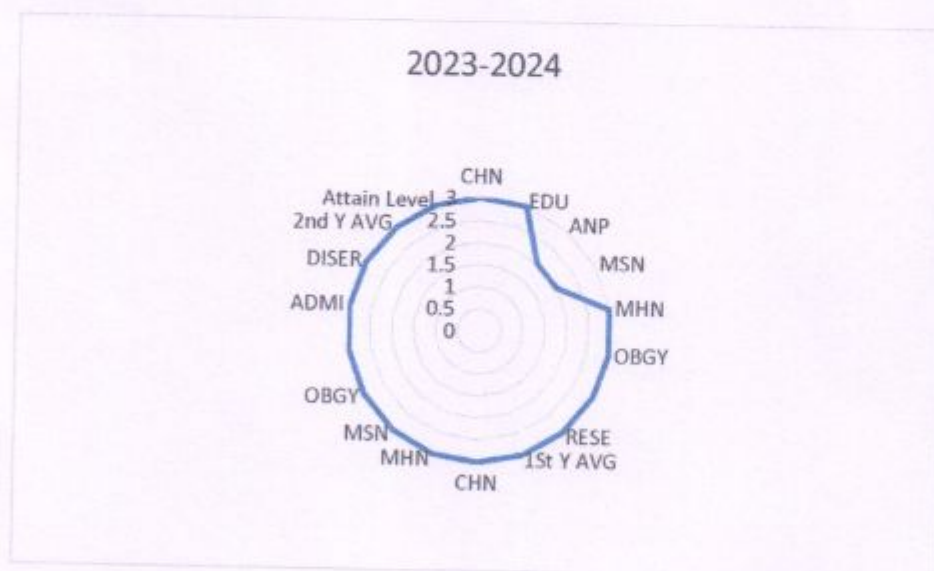 2023-2024
CHN
EDU
ANP
MSN
MHN
OBGY
RESE
1St Y AVG
CHN
MHN
MSN
OBGY
ADMI
DISER
2nd Y AVG
Attain Level
3
2.5
2
1.5
1
0.5
0